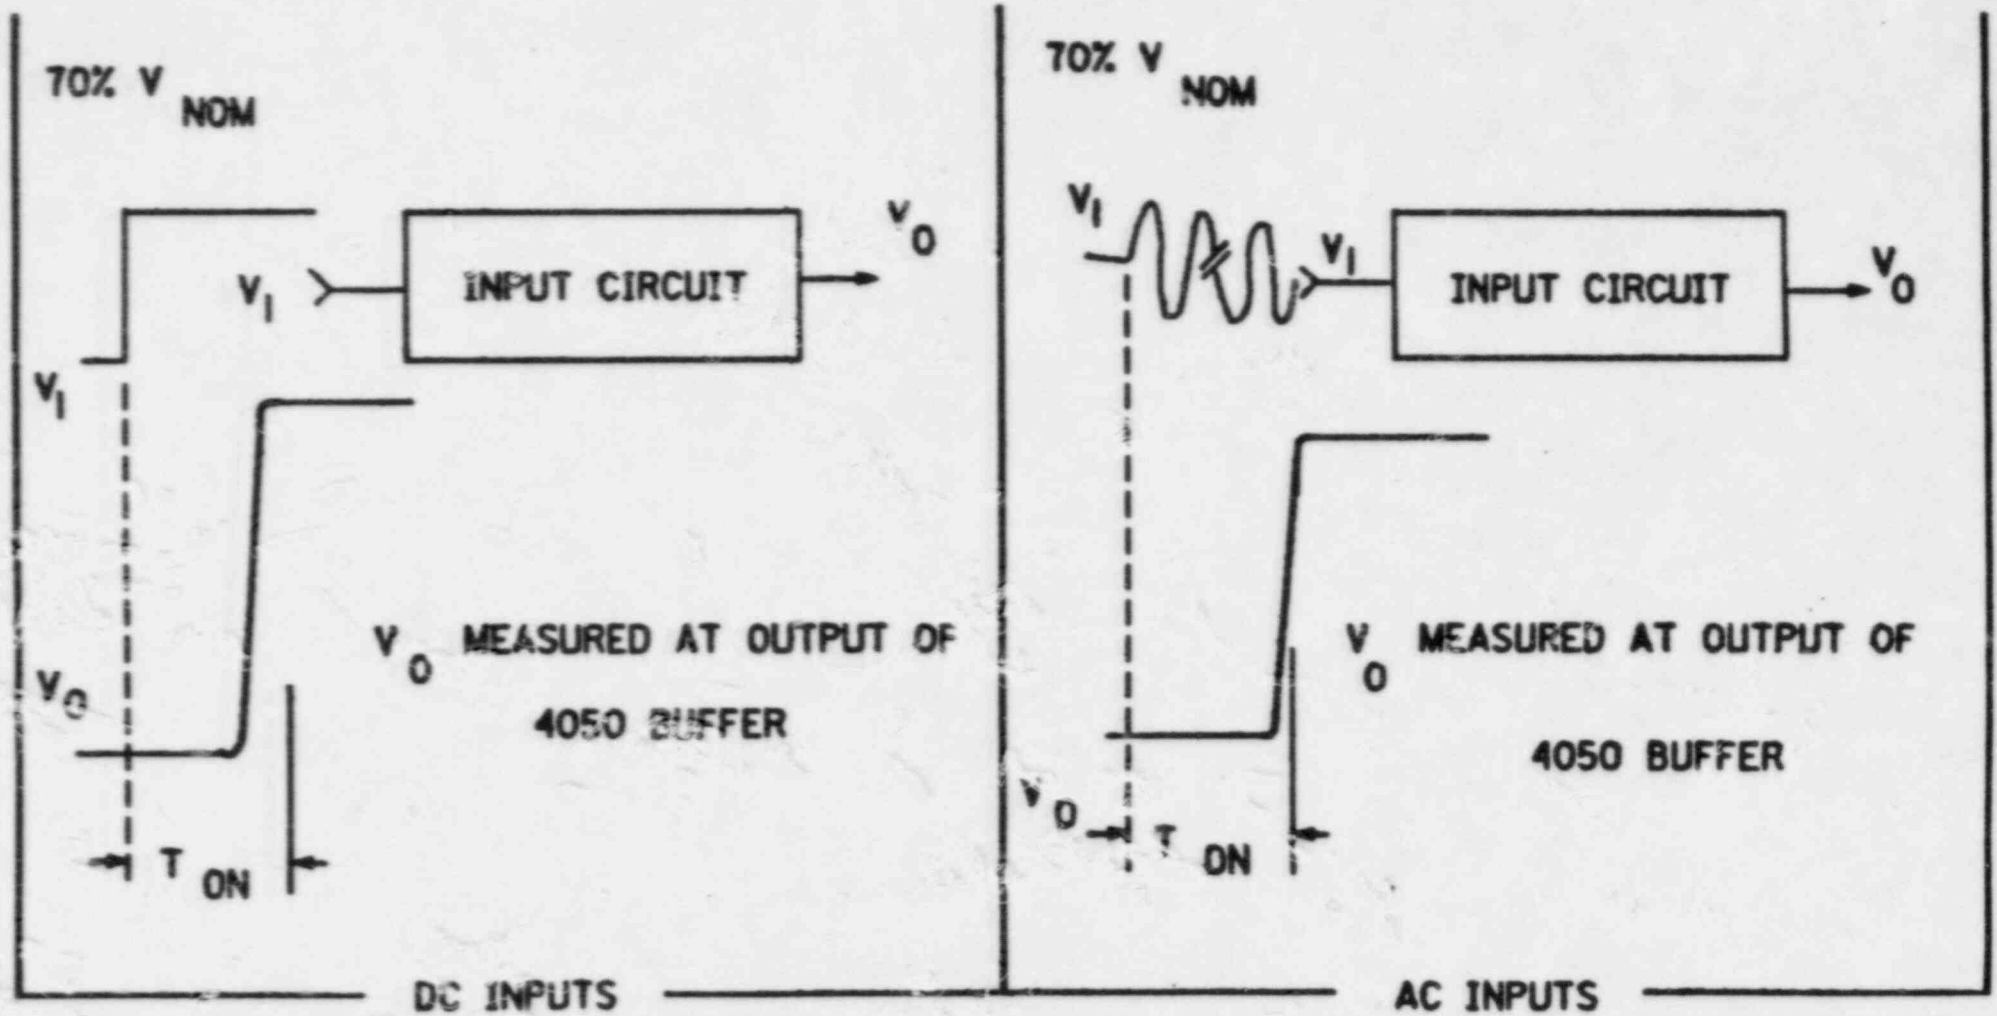 70% V NOM
V I
V I
INPUT CIRCUIT
V O
V O
V O MEASURED AT OUTPUT OF
4050 BUFFER
T ON
DC INPUTS
70% V NOM
V I
V I
INPUT CIRCUIT
V O
V O MEASURED AT OUTPUT OF
4050 BUFFER
V O
T ON
AC INPUTS